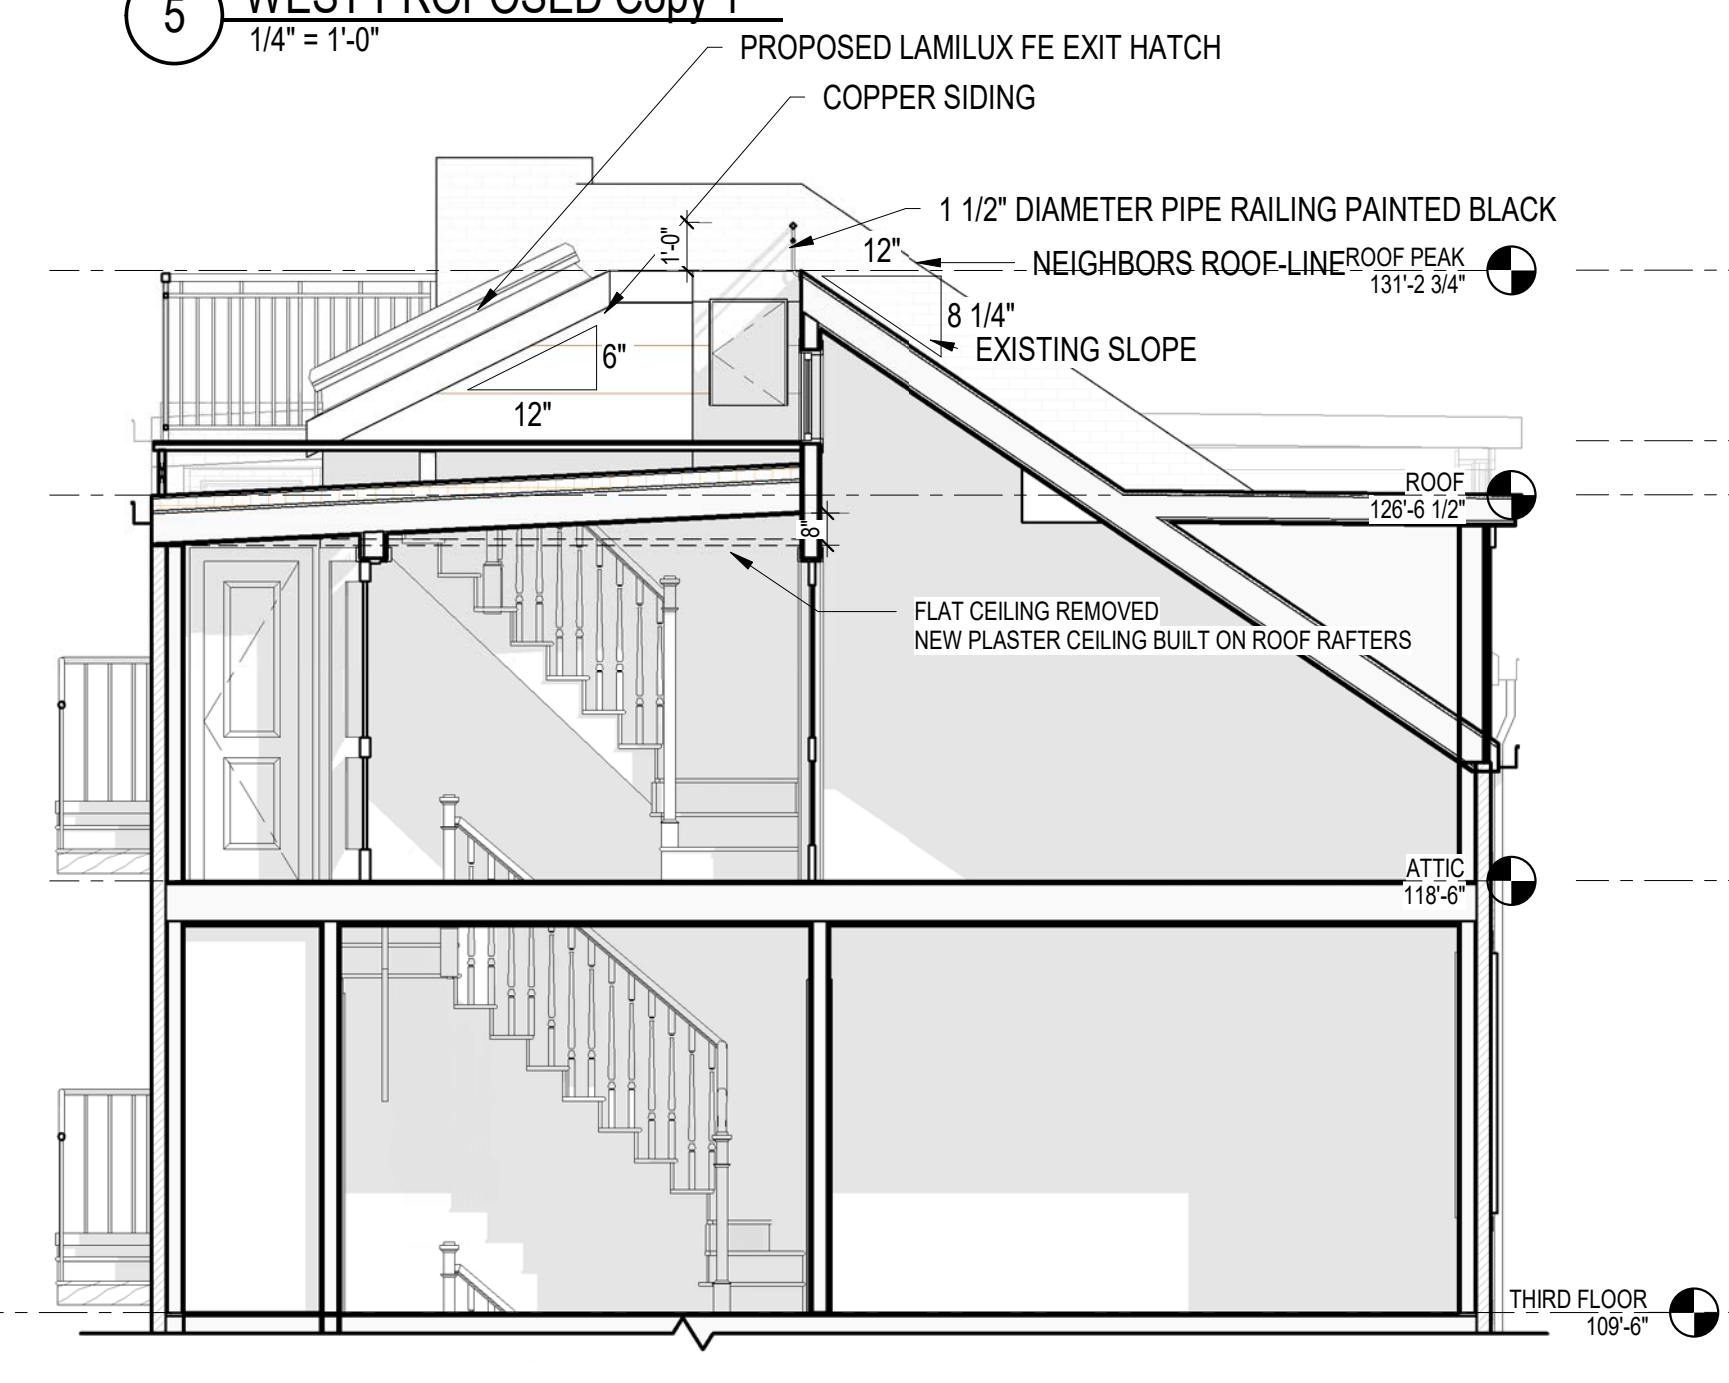 5
WEST PROPOSED Copy 1
1/4" = 1'-0"
PROPOSED LAMILUX FE EXIT HATCH
COPPER SIDING
1 1/2" DIAMETER PIPE RAILING PAINTED BLACK
1'-0"
12"
NEIGHBORS ROOF-LINE
ROOF PEAK
131'-2 3/4"
8 1/4"
EXISTING SLOPE
6"
12"
ROOF
126'-6 1/2"
8"
FLAT CEILING REMOVED
NEW PLASTER CEILING BUILT ON ROOF RAFTERS
ATTIC
118'-6"
THIRD FLOOR
109'-6"